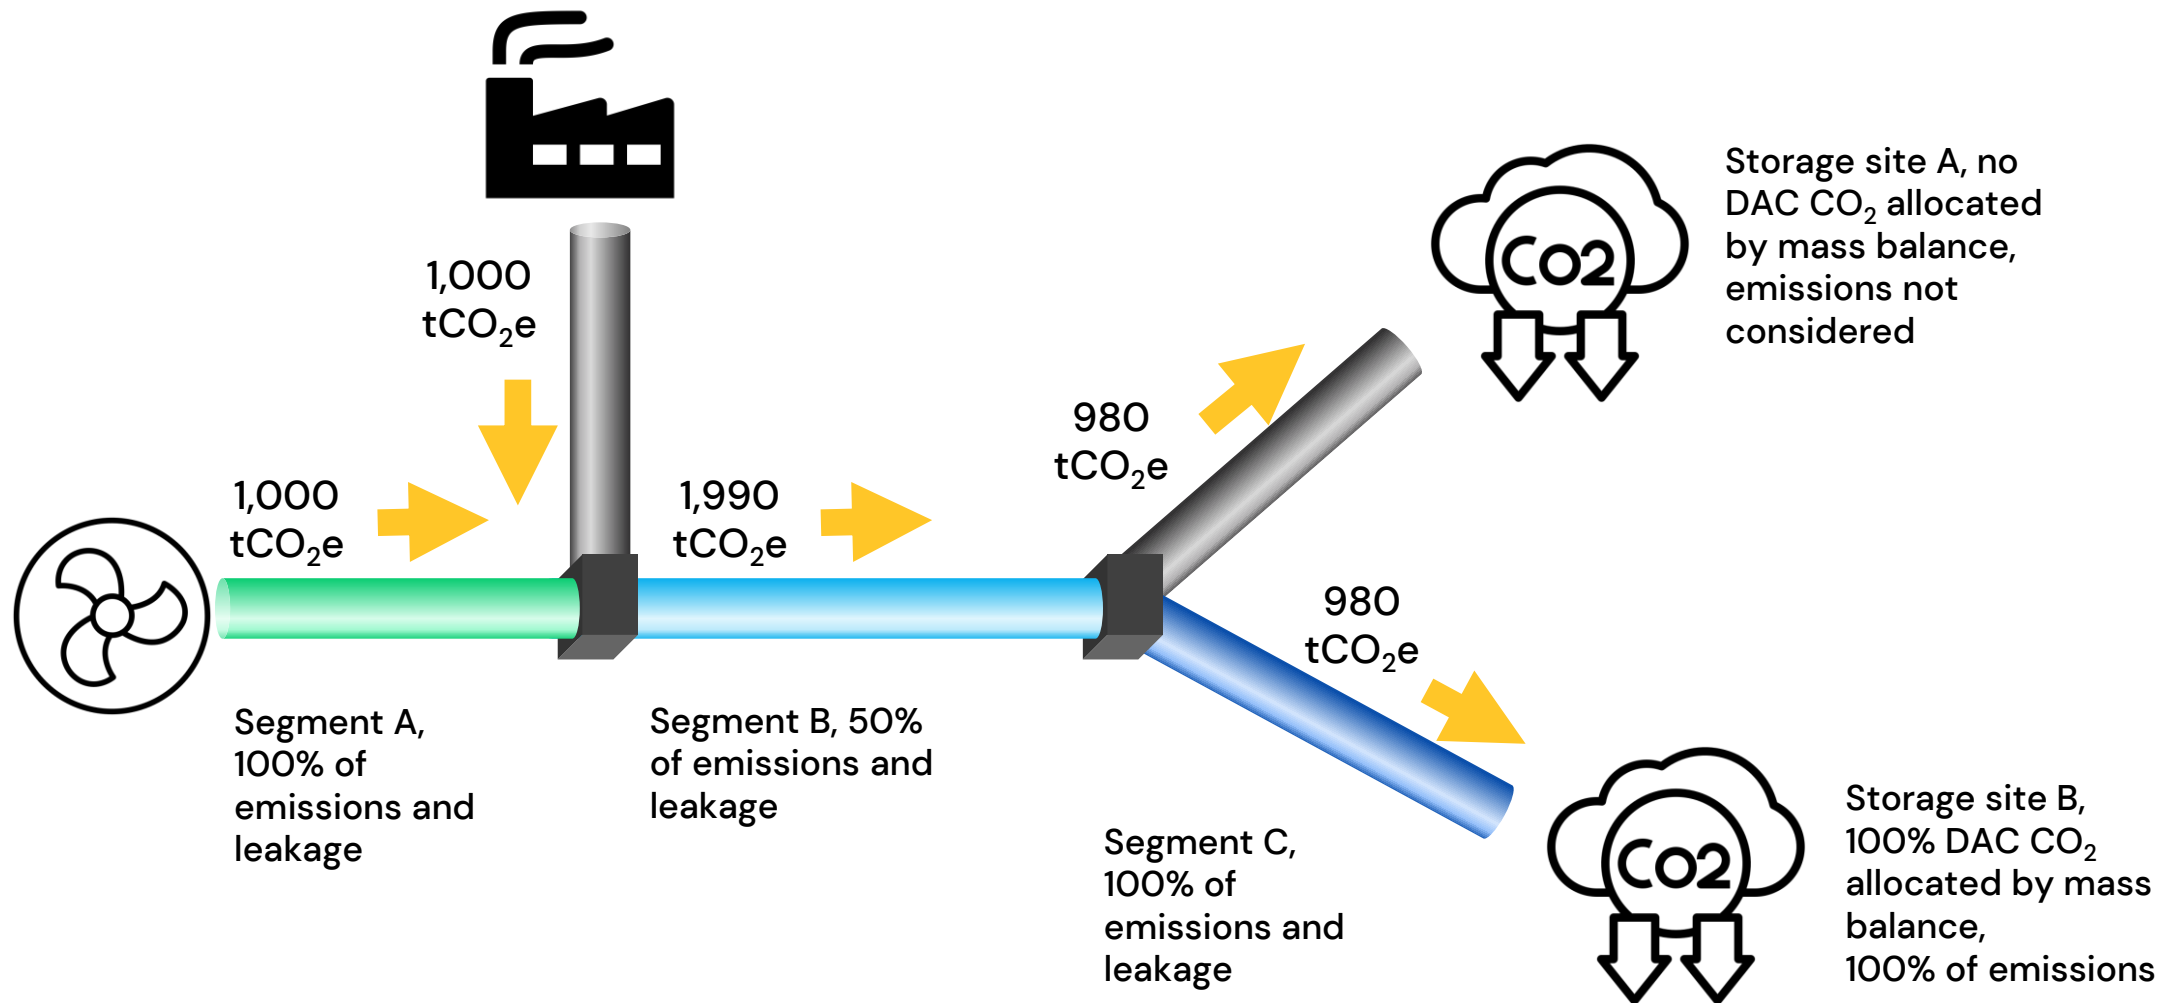 1,000
tCO₂e
1,000
tCO₂e
1,990
tCO₂e
980
tCO₂e
980
tCO₂e
Co2
Storage site A, no
DAC CO₂ allocated
by mass balance,
emissions not
considered
Segment A,
100% of
emissions and
leakage
Segment B, 50%
of emissions and
leakage
Segment C,
100% of
emissions and
leakage
Co2
Storage site B,
100% DAC CO₂
allocated by mass
balance,
100% of emissions